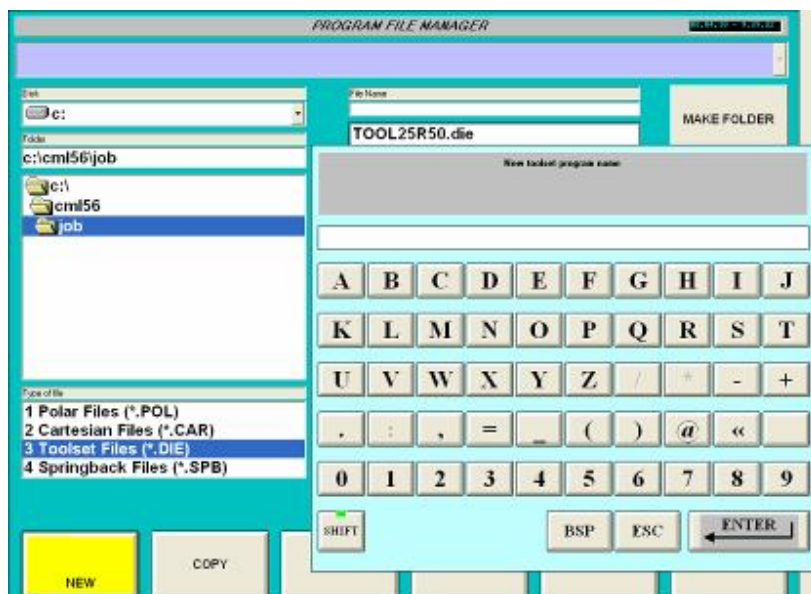 PROGRAM FILE MANAGER
Disk
c:
File Name
MAKE FOLDER
TOOL25R50.die
Folder
c:\cml56\job
New toolset program name
c:\
cml56
job
A B C D E F G H I J
K L M N O P Q R S T
U V W X Y Z / * - +
. : , = _ ( ) @ «
0 1 2 3 4 5 6 7 8 9
Type of file
1 Polar Files (*.POL)
2 Cartesian Files (*.CAR)
3 Toolset Files (*.DIE)
4 Springback Files (*.SPB)
SHIFT BSP ESC ENTER
NEW
COPY